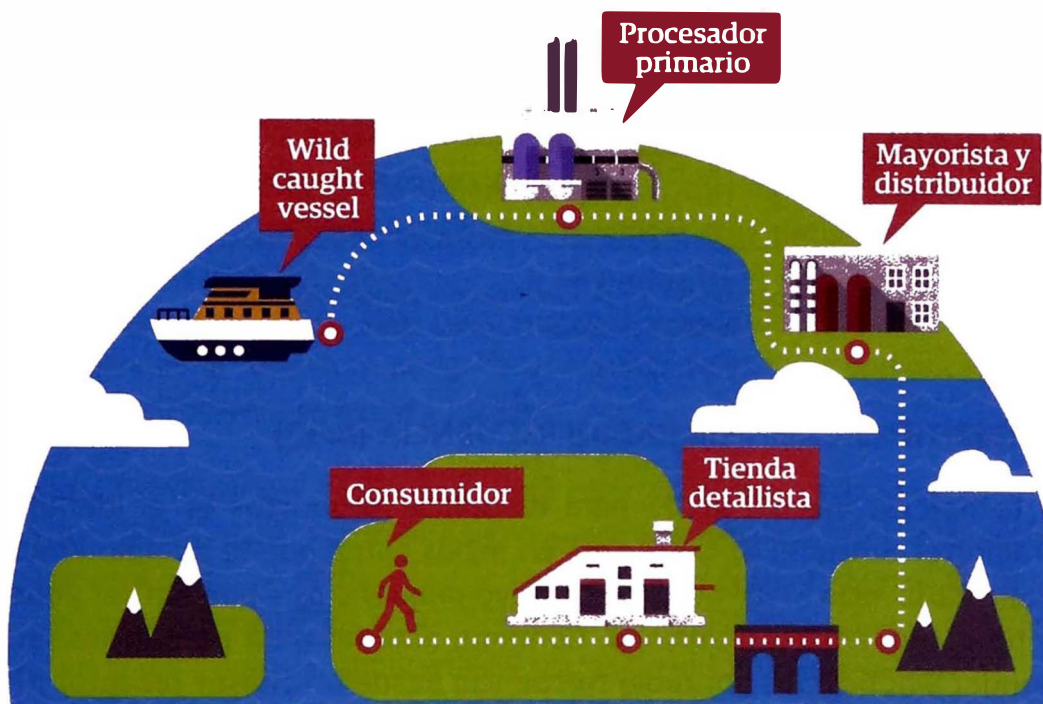 Procesador
primario
Wild
caught
vessel
Mayorista y
distribuidor
Consumidor
Tienda
detallista